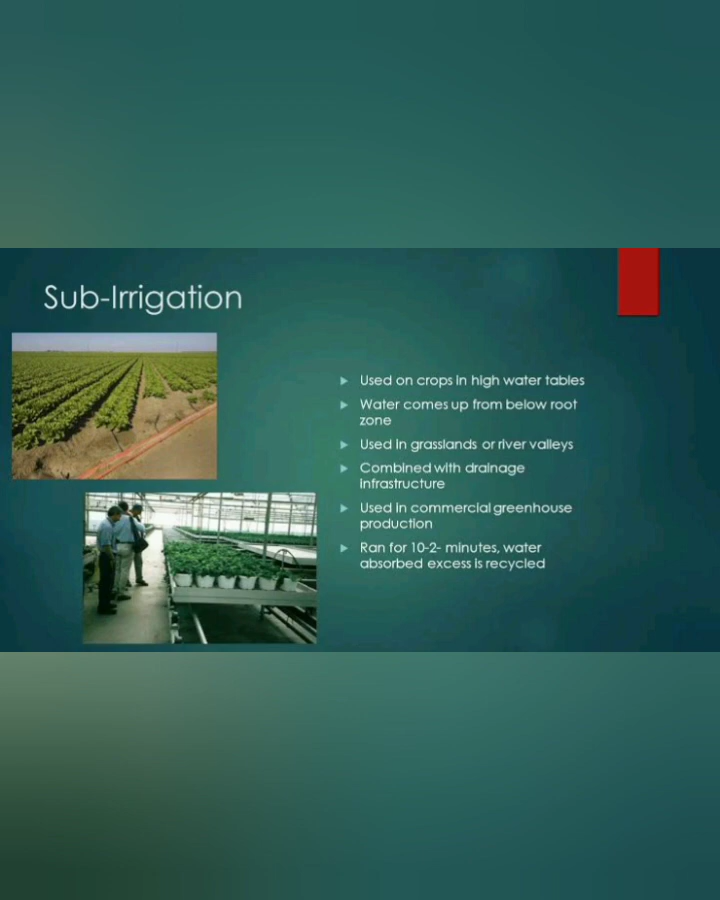 Sub-Irrigation
Used on crops in high water tables
Water comes up from below root
zone
Used in grasslands or river valleys
Combined with drainage
infrastructure
Used in commercial greenhouse
production
Ran for 10-2- minutes, water
absorbed excess is recycled